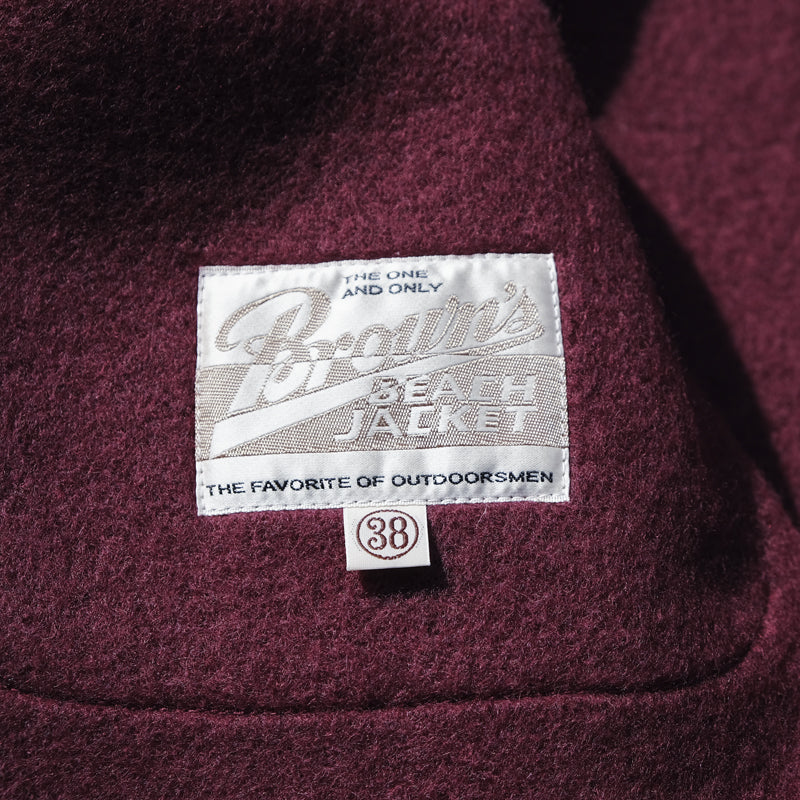 THE ONE
AND ONLY
Brown's
BEACH
JACKET
THE FAVORITE OF OUTDOORSMEN
38